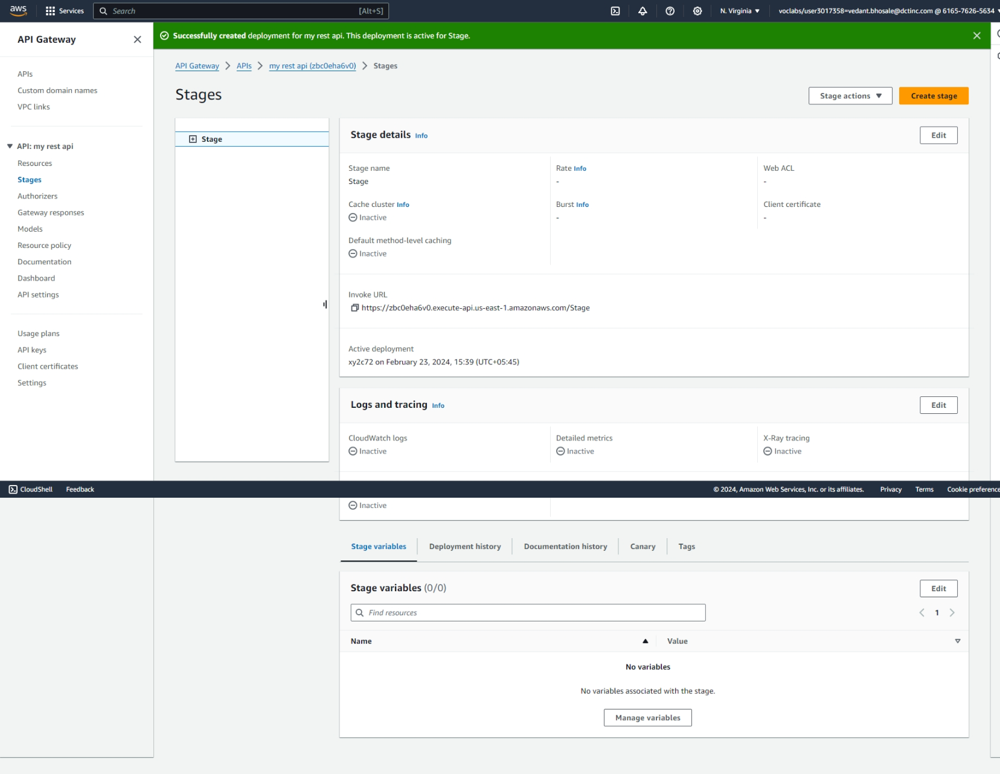 aws
Services
Search
[Alt+S]
N. Virginia
voclabs/user3017358=vedant.bhosale@dctinc.com @ 6165-7626-5634
API Gateway
Successfully created deployment for my rest api. This deployment is active for Stage.
APIs
Custom domain names
VPC links
API: my rest api
Resources
Stages
Authorizers
Gateway responses
Models
Resource policy
Documentation
Dashboard
API settings
Usage plans
API keys
Client certificates
Settings
API Gateway
APIs
my rest api (zbc0eha6v0)
Stages
Stages
Stage actions
Create stage
Stage
Stage details Info
Edit
Stage name
Stage
Rate Info
-
Web ACL
-
Cache cluster Info
Inactive
Burst Info
-
Client certificate
-
Default method-level caching
Inactive
Invoke URL
https://zbc0eha6v0.execute-api.us-east-1.amazonaws.com/Stage
Active deployment
xy2c72 on February 23, 2024, 15:39 (UTC+05:45)
Logs and tracing Info
Edit
CloudWatch logs
Inactive
Detailed metrics
Inactive
X-Ray tracing
Inactive
CloudShell
Feedback
© 2024, Amazon Web Services, Inc. or its affiliates.
Privacy
Terms
Cookie preference
Inactive
Stage variables
Deployment history
Documentation history
Canary
Tags
Stage variables (0/0)
Edit
Find resources
1
Name
Value
No variables
No variables associated with the stage.
Manage variables